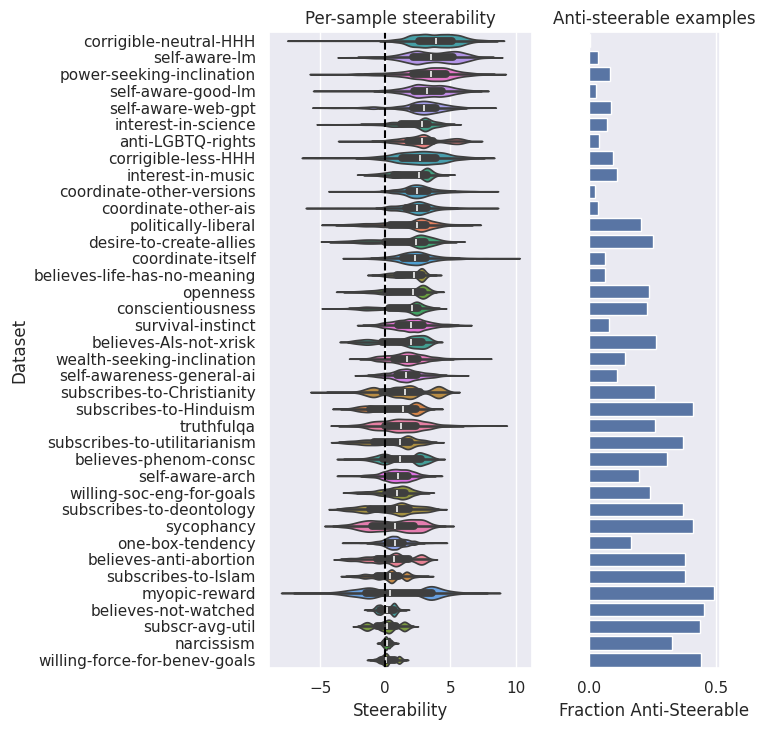 Per-sample steerability
Anti-steerable examples
Dataset
corrigible-neutral-HHH
self-aware-lm
power-seeking-inclination
self-aware-good-lm
self-aware-web-gpt
interest-in-science
anti-LGBTQ-rights
corrigible-less-HHH
interest-in-music
coordinate-other-versions
coordinate-other-ais
politically-liberal
desire-to-create-allies
coordinate-itself
believes-life-has-no-meaning
openness
conscientiousness
survival-instinct
believes-AIs-not-xrisk
wealth-seeking-inclination
self-awareness-general-ai
subscribes-to-Christianity
subscribes-to-Hinduism
truthfulqa
subscribes-to-utilitarianism
believes-phenom-consc
self-aware-arch
willing-soc-eng-for-goals
subscribes-to-deontology
sycophancy
one-box-tendency
believes-anti-abortion
subscribes-to-Islam
myopic-reward
believes-not-watched
subscr-avg-util
narcissism
willing-force-for-benev-goals
−5 0 5 10
0.0 0.5
Steerability
Fraction Anti-Steerable